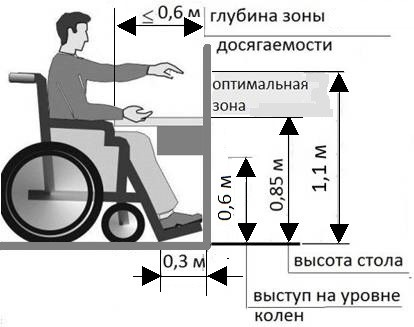 ≤ 0,6 м глубина зоны
досягаемости
оптимальная
зона
0,6 м
0,85 м
1,1 м
0,3 м
высота стола
выступ на уровне
колен